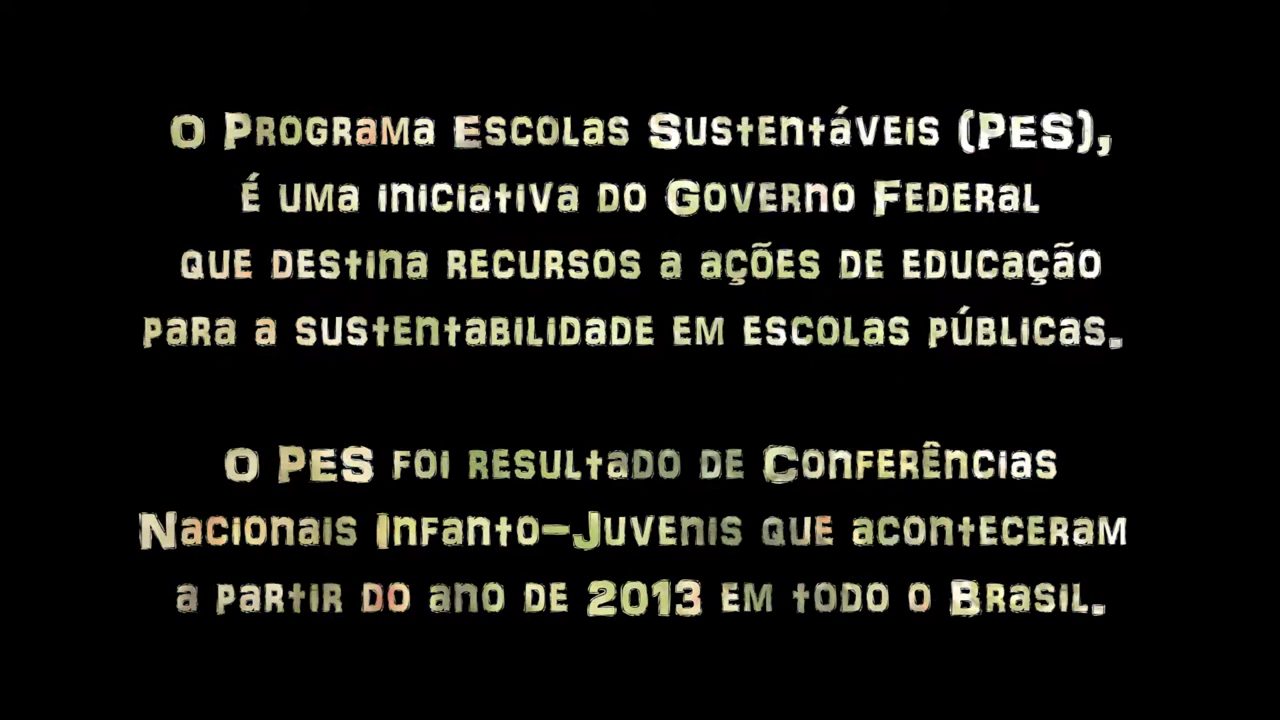 O Programa Escolas Sustentáveis (PES),
é uma iniciativa do Governo Federal
que destina recursos a ações de educação
para a sustentabilidade em escolas públicas.
O PES foi resultado de Conferências
Nacionais Infanto-Juvenis que aconteceram
a partir do ano de 2013 em todo o Brasil.